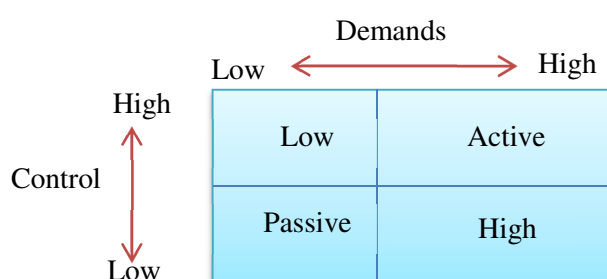 Demands
Low High
High
Low Active
Control
Passive High
Low